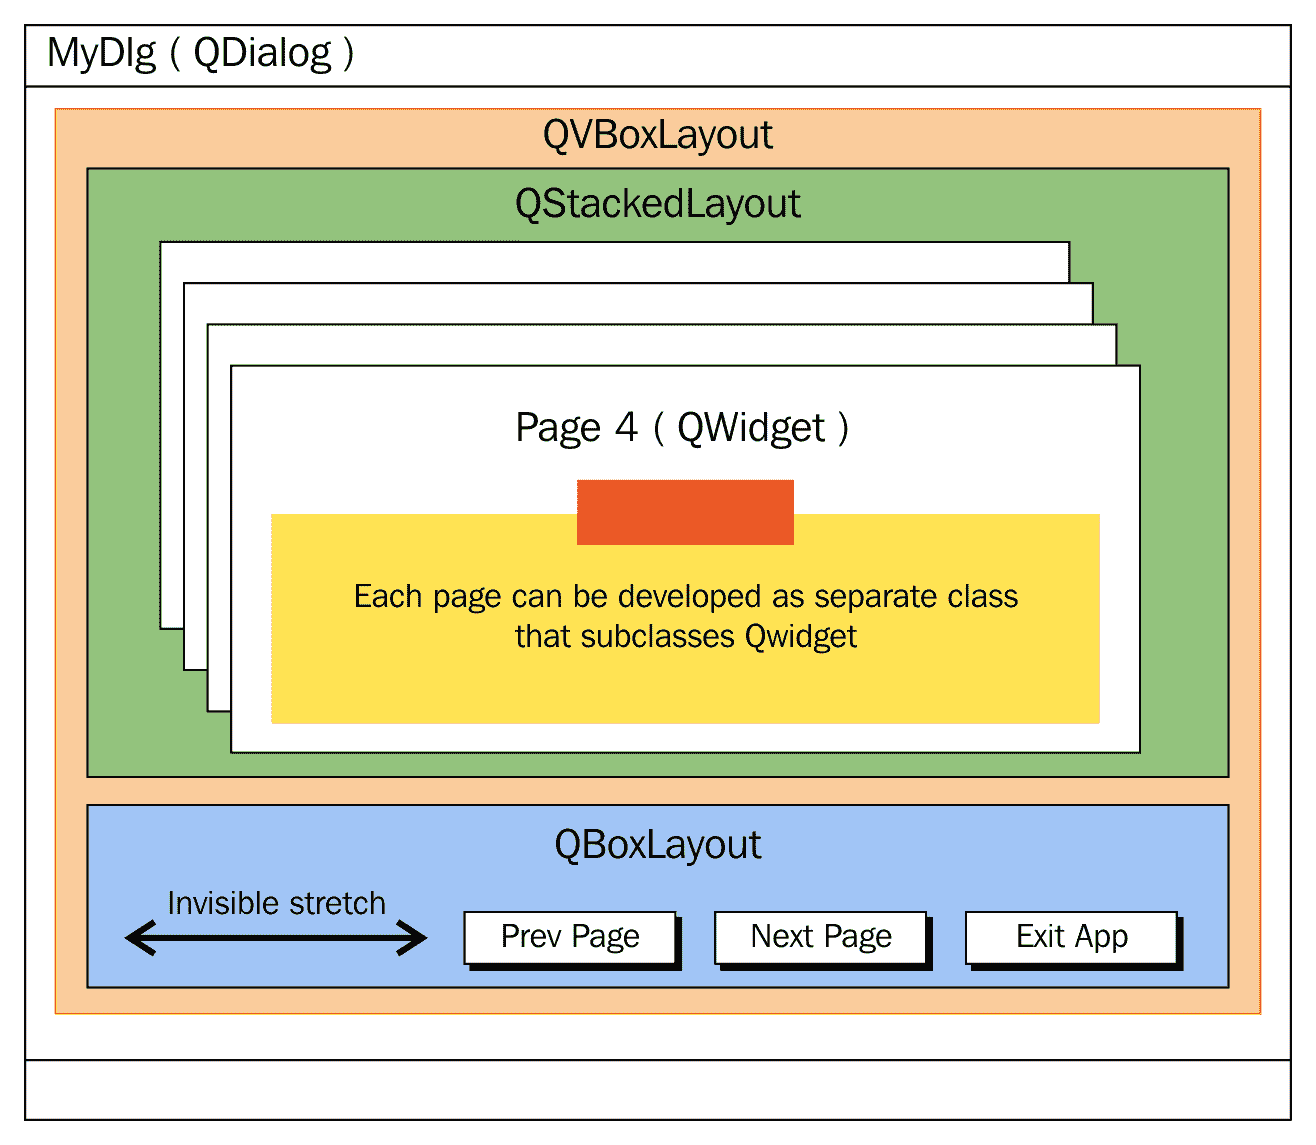 MyDlg ( QDialog )
QVBoxLayout
QStackedLayout
Page 4 ( QWidget )
Each page can be developed as separate class
that subclasses Qwidget
QBoxLayout
Invisible stretch
Prev Page
Next Page
Exit App